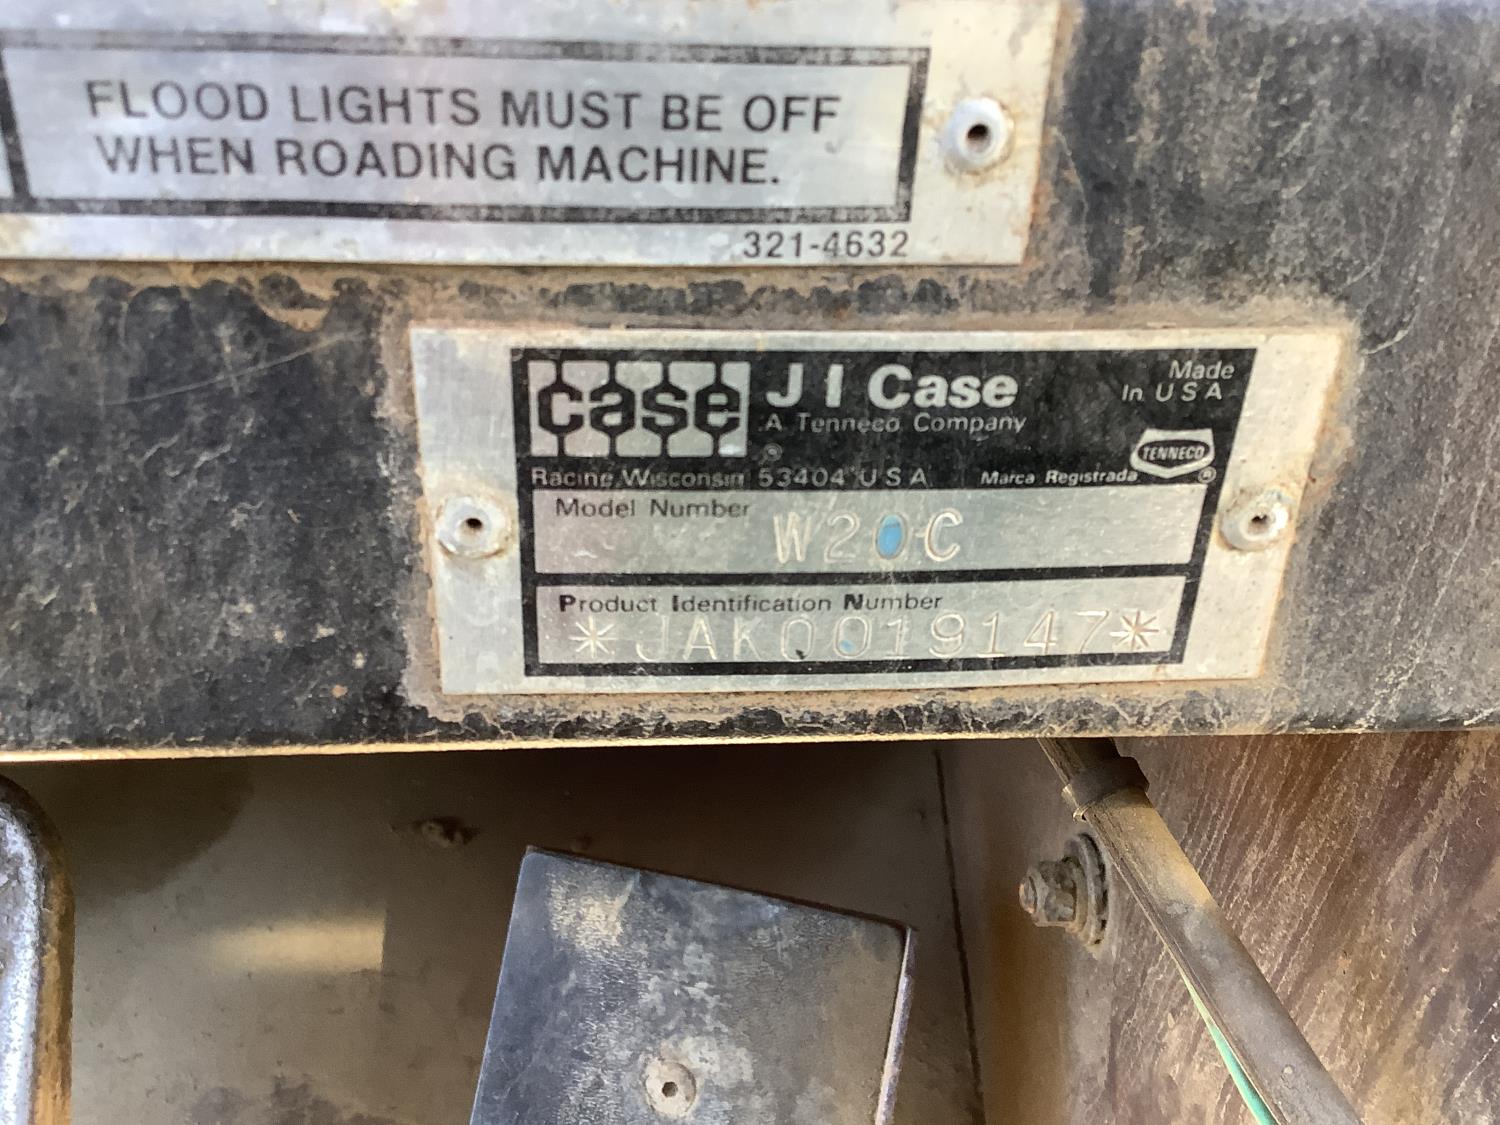 FLOOD LIGHTS MUST BE OFF
WHEN ROADING MACHINE.
321-4632
case
J I Case
A Tenneco Company
Made
In U S A
TENNECO
®
®
Racine, Wisconsin 53404 U S A
Marca Registrada
Model Number
W20C
Product Identification Number
*JAK0019147*